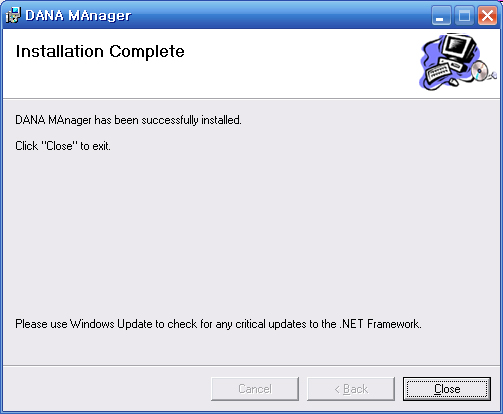 DANA MAnager
Installation Complete
DANA MAnager has been successfully installed.
Click "Close" to exit.
Please use Windows Update to check for any critical updates to the .NET Framework.
Cancel
< Back
Close